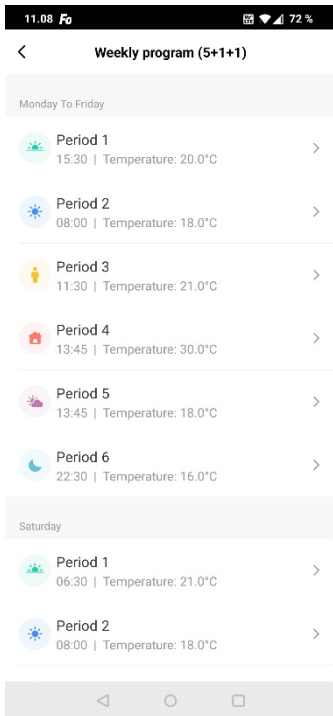 11.08 Fo 72 %
Weekly program (5+1+1)
Monday To Friday
Period 1
15:30 | Temperature: 20.0°C
Period 2
08:00 | Temperature: 18.0°C
Period 3
11:30 | Temperature: 21.0°C
Period 4
13:45 | Temperature: 30.0°C
Period 5
13:45 | Temperature: 18.0°C
Period 6
22:30 | Temperature: 16.0°C
Saturday
Period 1
06:30 | Temperature: 21.0°C
Period 2
08:00 | Temperature: 18.0°C